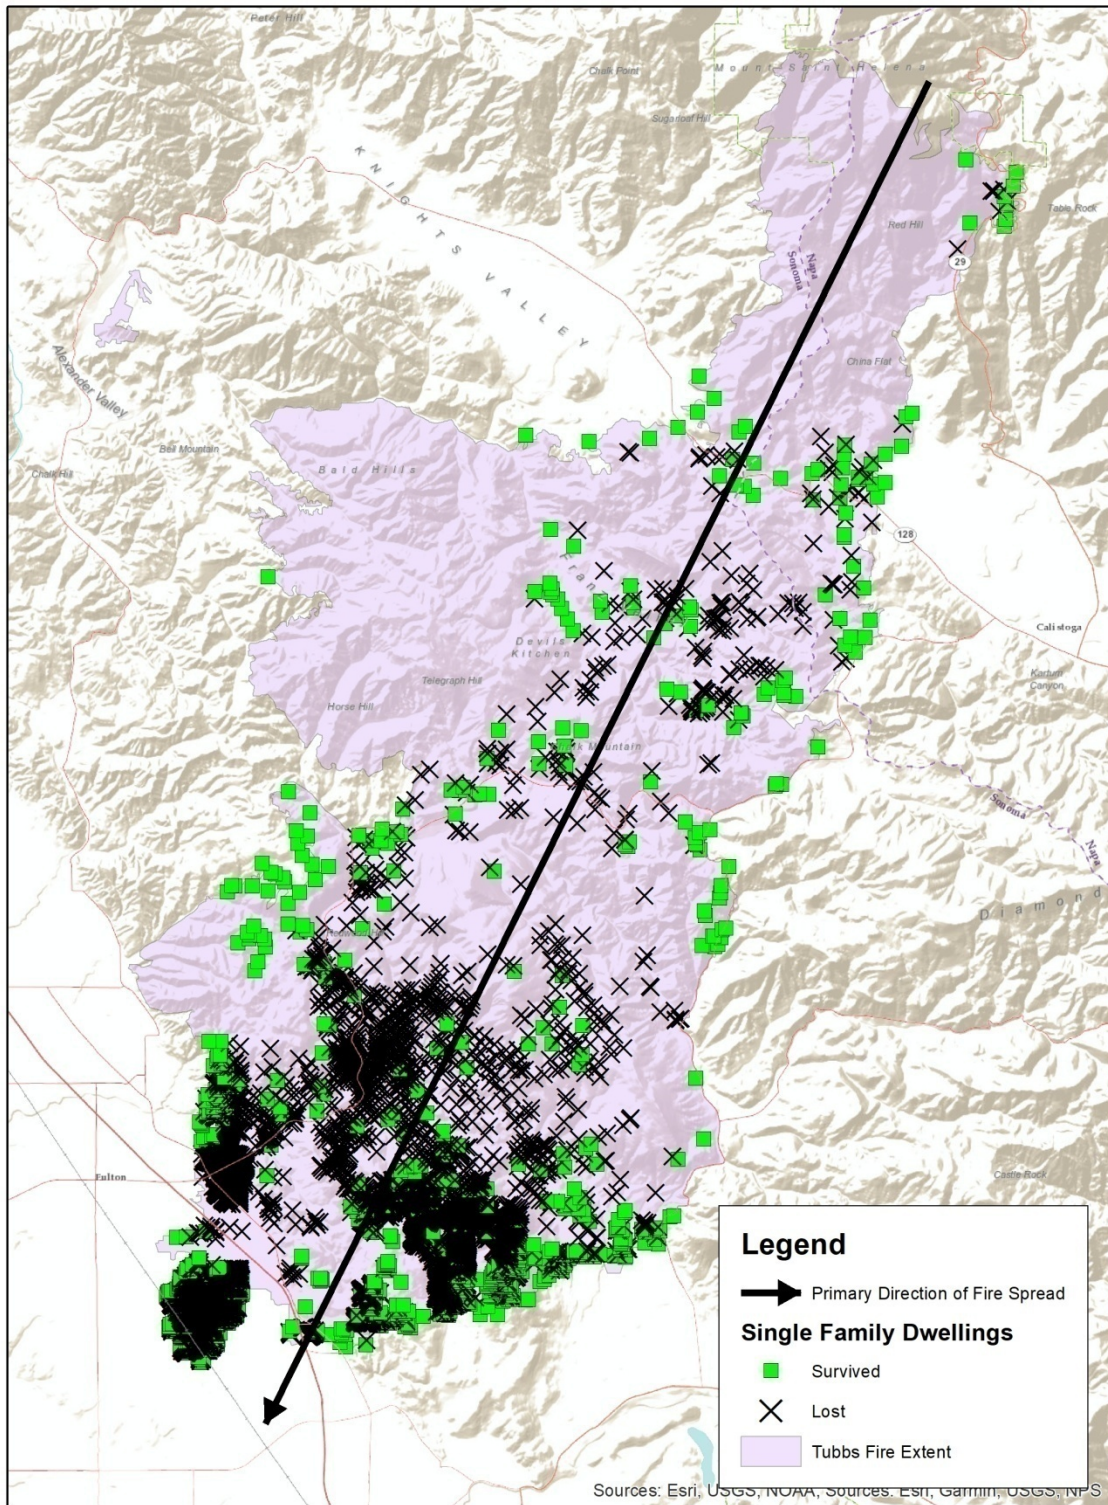 Peter Hill
Chalk Point
Mount Saint Helena
Sugarloaf Hill
KNIGHTS VALLEY
Table Rock
Red Hill
29
Napa
Sonoma
Alexander Valley
China Flat
Bell Mountain
Chalk Hill
Bald Hills
128
Calistoga
Devils
Kitchen
Telegraph Hill
Kortum
Canyon
Horse Hill
Mountain
Sonoma
Napa
Diamond
Fulton
Castle Rock
Legend
Primary Direction of Fire Spread
Single Family Dwellings
Survived
Lost
Tubbs Fire Extent
Sources: Esri, USGS, NOAA, Sources: Esri, Garmin, USGS, NPS